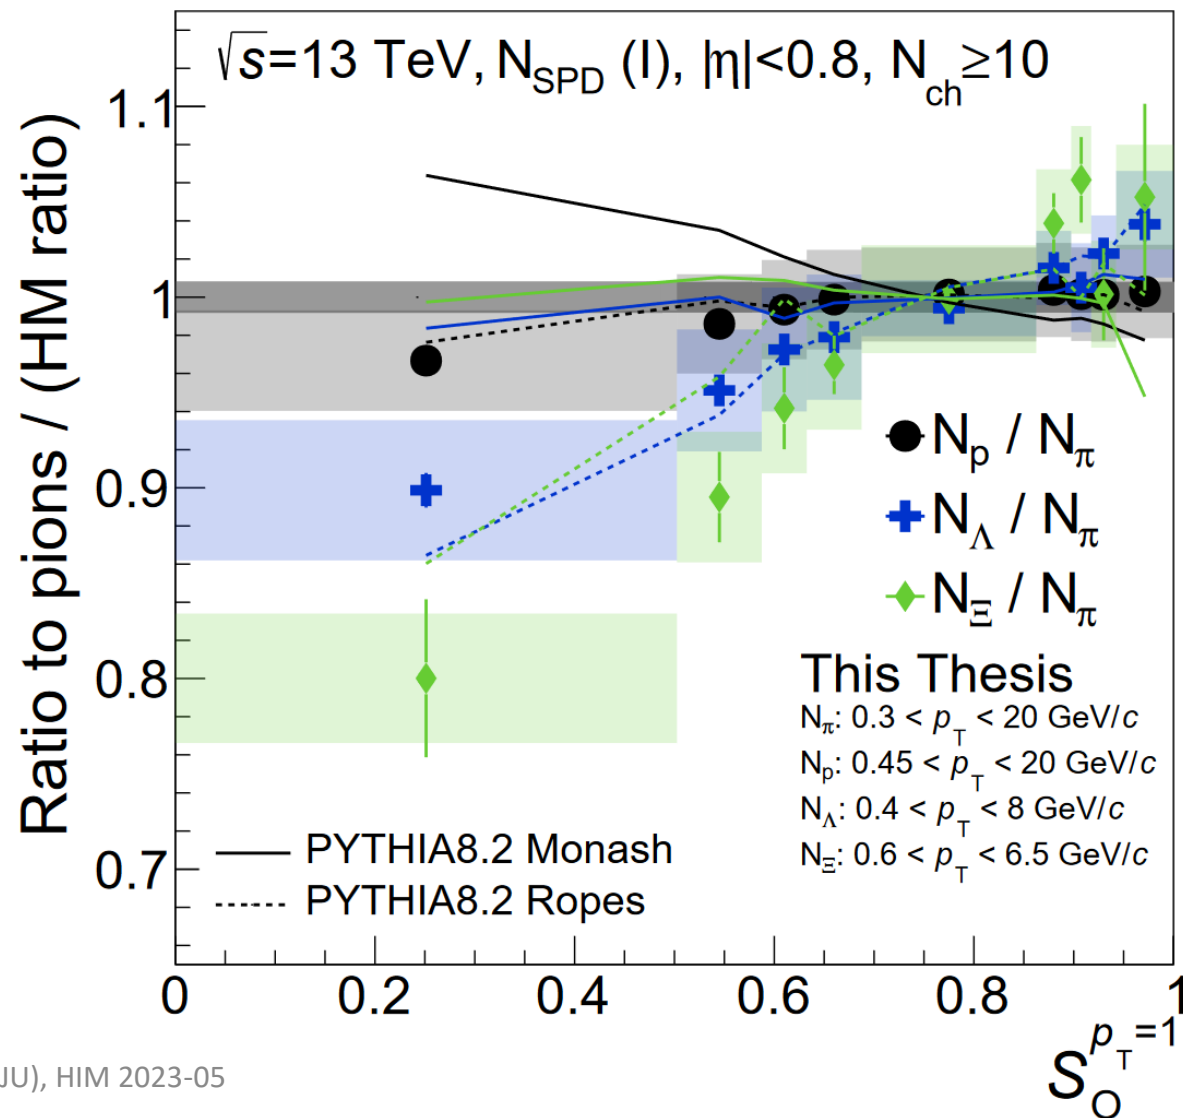 √s=13 TeV, N_SPD (I), |η|<0.8, N_ch≥10
Ratio to pions / (HM ratio)
1.1
1
0.9
0.8
0.7
N_p / N_π
N_Λ / N_π
N_Ξ / N_π
This Thesis
N_π: 0.3 < p_T < 20 GeV/c
N_p: 0.45 < p_T < 20 GeV/c
N_Λ: 0.4 < p_T < 8 GeV/c
N_Ξ: 0.6 < p_T < 6.5 GeV/c
PYTHIA8.2 Monash
PYTHIA8.2 Ropes
0 0.2 0.4 0.6 0.8 1
S_O^{p_T=1}
JU), HIM 2023-05